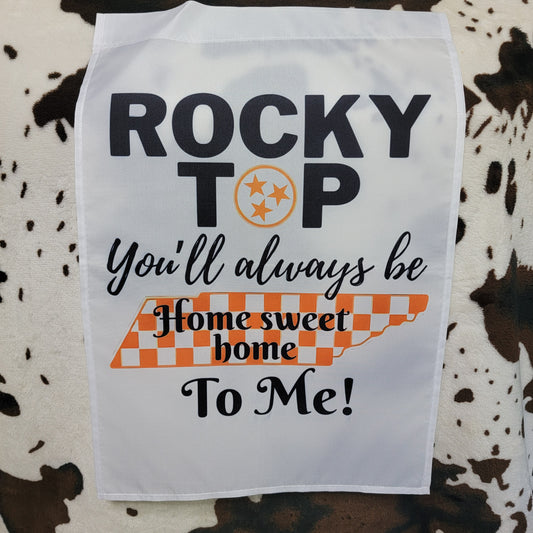 ROCKY
TOP
You'll always be
Home sweet
home
To Me!